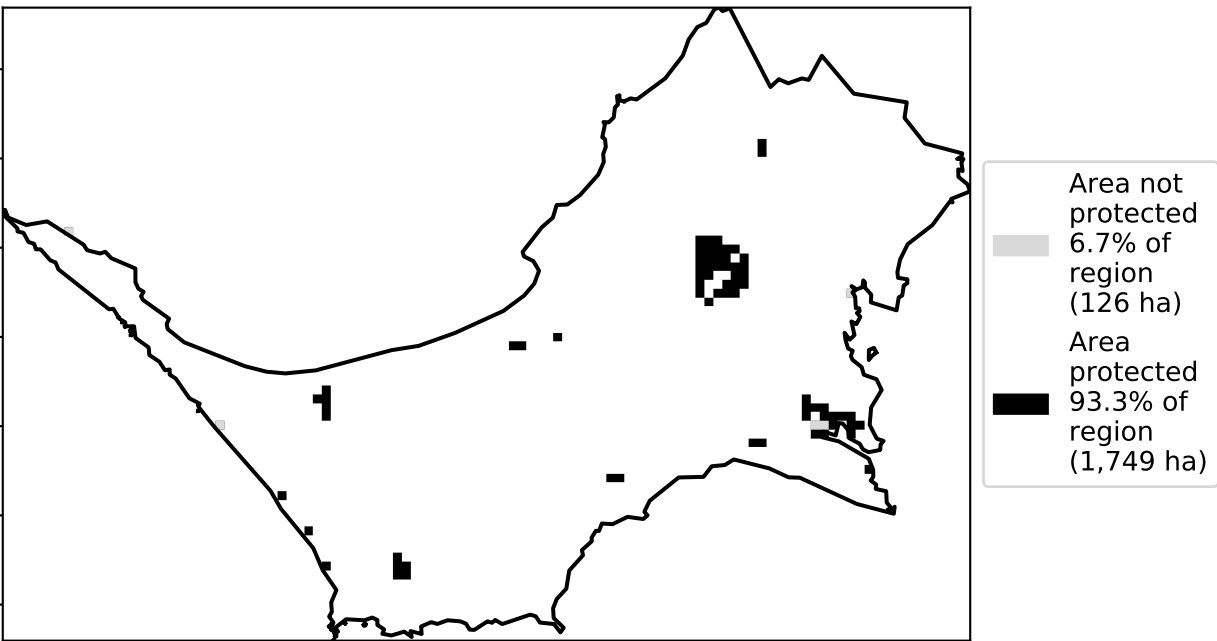 Area not
protected
6.7% of
region
(126 ha)
Area
protected
93.3% of
region
(1,749 ha)